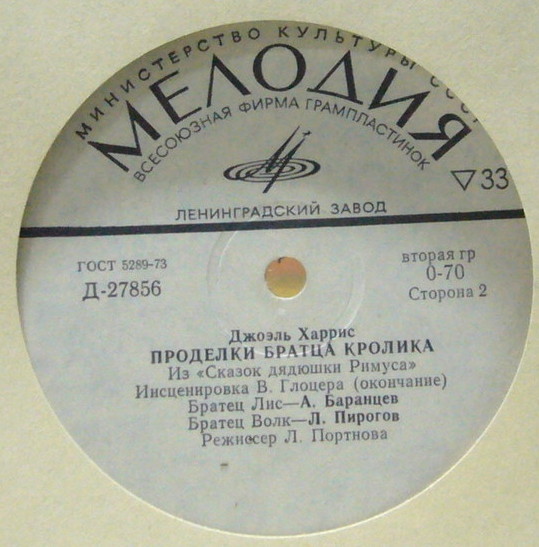 МИНИСТЕРСТВО КУЛЬТУРЫ СССР
МЕЛОДИЯ
ВСЕСОЮЗНАЯ ФИРМА ГРАМПЛАСТИНОК
▽33
ЛЕНИНГРАДСКИЙ ЗАВОД
ГОСТ 5289-73
Д-27856
вторая гр
0-70
Сторона 2
Джоэль Харрис
ПРОДЕЛКИ БРАТЦА КРОЛИКА
Из «Сказок дядюшки Римуса»
Инсценировка В. Глоцера (окончание)
Братец Лис—А. Баранцев
Братец Волк—Л. Пирогов
Режиссер Л. Портнова